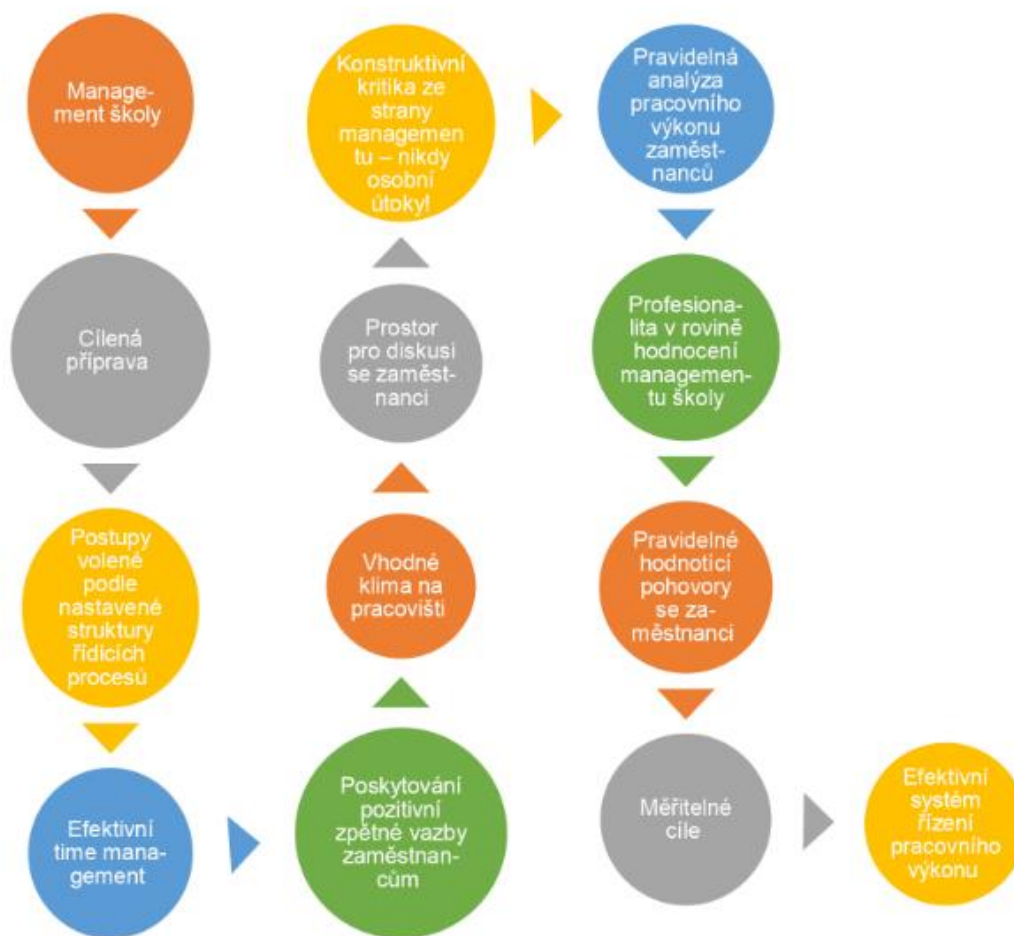 Manage-
ment školy
Cílená
příprava
Postupy
volené
podle
nastavené
struktury
řídicích
procesů
Efektivní
time mana-
gement
Poskytování
pozitivní
zpětné vazby
zaměstnan-
cům
Vhodné
klima na
pracovišti
Prostor
pro diskusi
se zaměst-
nanci
Konstruktivní
kritika ze
strany
managemen
tu – nikdy
osobní
útoky!
Pravidelná
analýza
pracovního
výkonu
zaměst-
nanců
Profesiona-
lita v rovině
hodnocení
managemen-
tu školy
Pravidelné
hodnotící
pohovory
se za-
městnanci
Měřitelné
cíle
Efektivní
systém
řízení
pracovního
výkonu